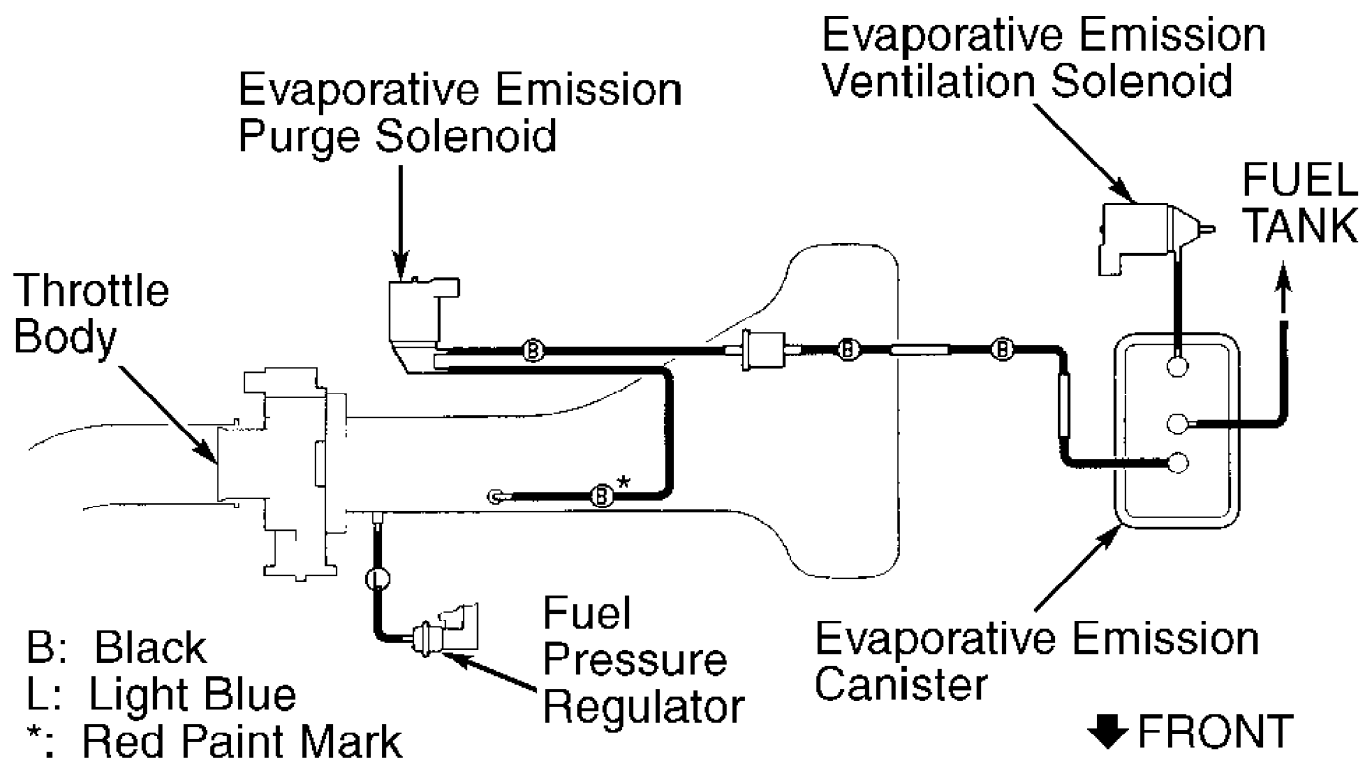 Evaporative Emission
Ventilation Solenoid
Evaporative Emission
Purge Solenoid
FUEL
TANK
Throttle
Body
B
B
B
B
*
L
Fuel
Pressure
Regulator
Evaporative Emission
Canister
B: Black
L: Light Blue
*: Red Paint Mark
FRONT